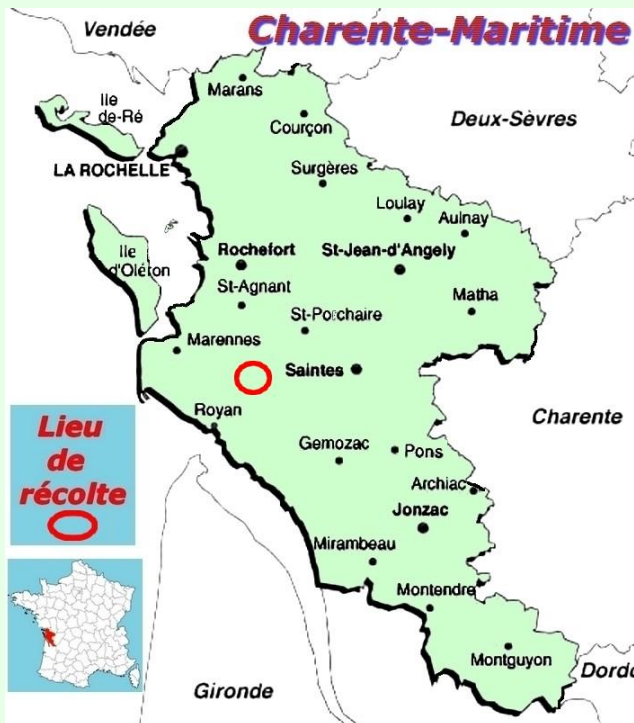 Charente-Maritime
Vendée
Marans
Ile
de-Ré
Courçon
Deux-Sèvres
LA ROCHELLE
Surgères
Loulay
Aulnay
Ile
d'Oléron
Rochefort
St-Jean-d'Angely
St-Agnant
Matha
St-Porchaire
Marennes
Saintes
Royan
Charente
Lieu
de
récolte
Gemozac
Pons
Archiac
Jonzac
Mirambeau
Montendre
Montguyon
Dordo
Gironde